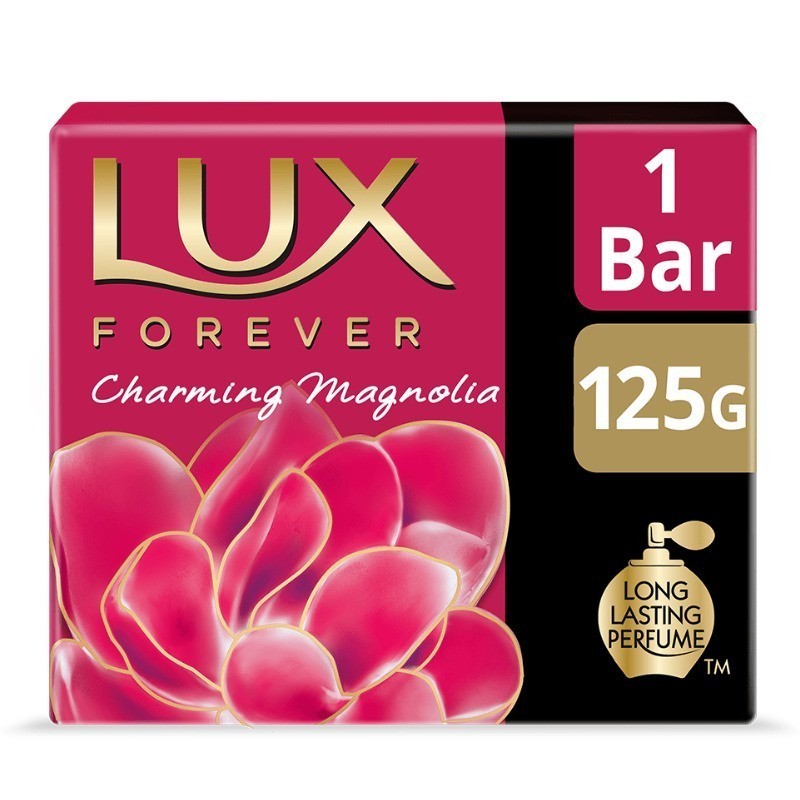 LUX
FOREVER
Charming Magnolia
1
Bar
125G
LONG
LASTING
PERFUME
TM